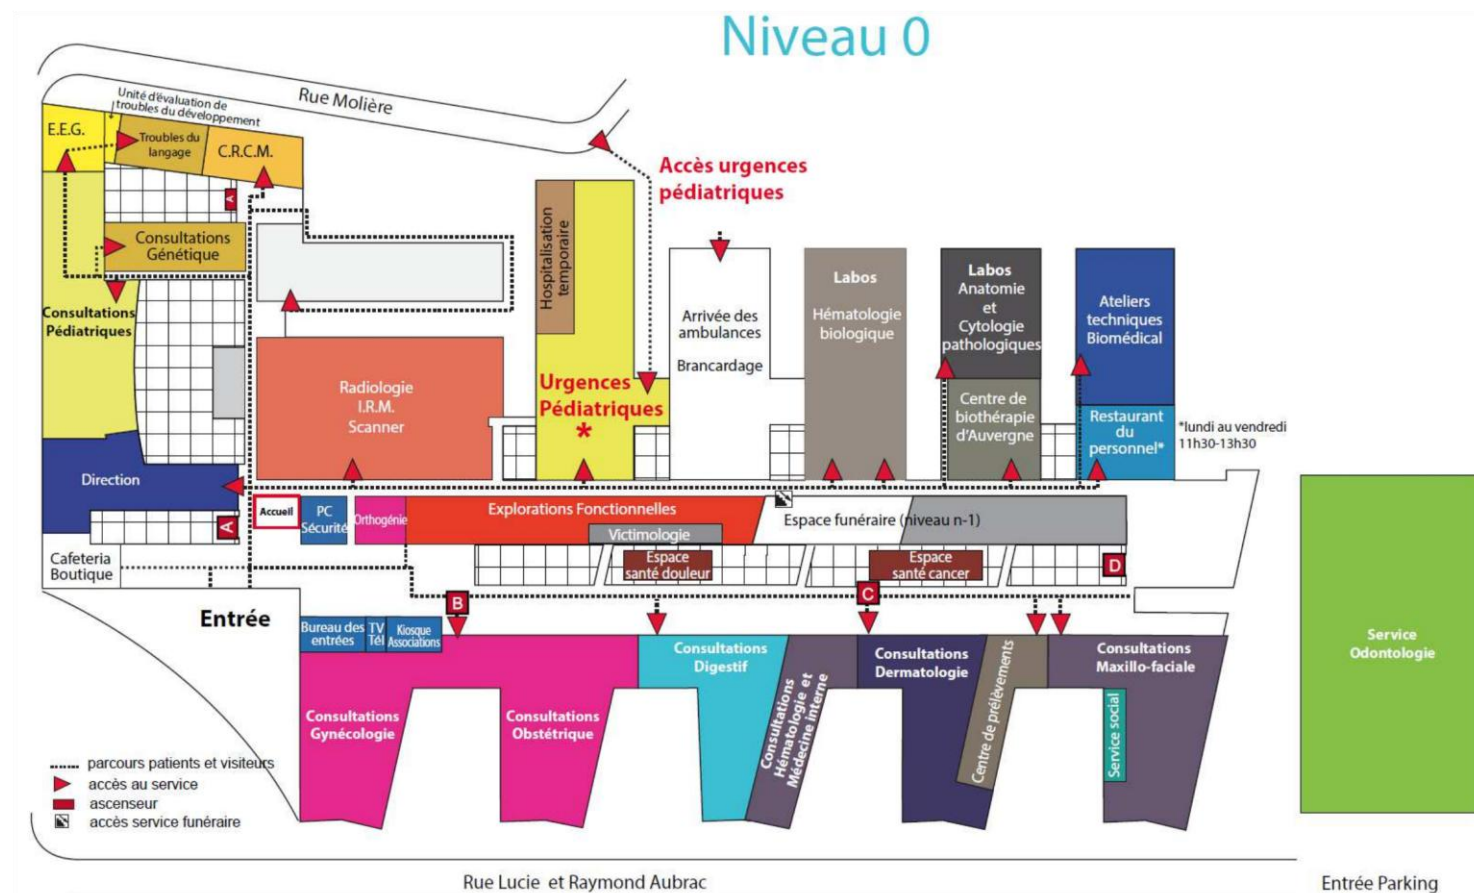 Niveau 0
Rue Molière
Unité d'évaluation de
troubles du développement
E.E.G.
Troubles du
langage
C.R.C.M.
A
Accès urgences
pédiatriques
Consultations
Génétique
Consultations
Pédiatriques
Hospitalisation
temporaire
Arrivée des
ambulances
Brancardage
Labos
Hématologie
biologique
Labos
Anatomie
et
Cytologie
pathologiques
Ateliers
techniques
Biomédical
Radiologie
I.R.M.
Scanner
Urgences
Pédiatriques
*
Centre de
biothérapie
d'Auvergne
Restaurant
du
personnel*
*lundi au vendredi
11h30-13h30
Direction
A
Accueil
PC
Sécurité
Orthogénie
Explorations Fonctionnelles
Victimologie
Espace funéraire (niveau n-1)
Cafeteria
Boutique
Espace
santé douleur
Espace
santé cancer
D
Entrée
B
C
Bureau des
entrées
TV
Tél
Kiosque
Associations
Consultations
Gynécologie
Consultations
Obstétrique
Consultations
Digestif
Consultations
Hématologie et
Médecine interne
Consultations
Dermatologie
Centre de prélèvements
Consultations
Maxillo-faciale
Service social
Service
Odontologie
parcours patients et visiteurs
accès au service
ascenseur
accès service funéraire
Rue Lucie et Raymond Aubrac
Entrée Parking